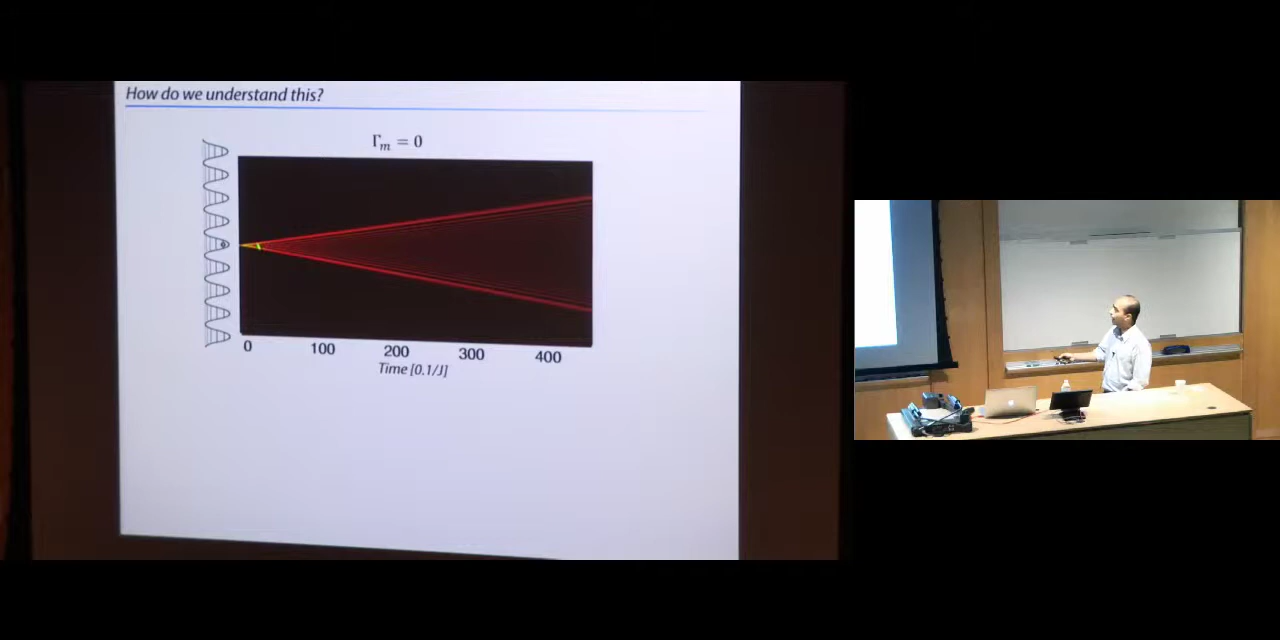 How do we understand this?
Γm = 0
0 100 200 300 400
Time [0.1/J]